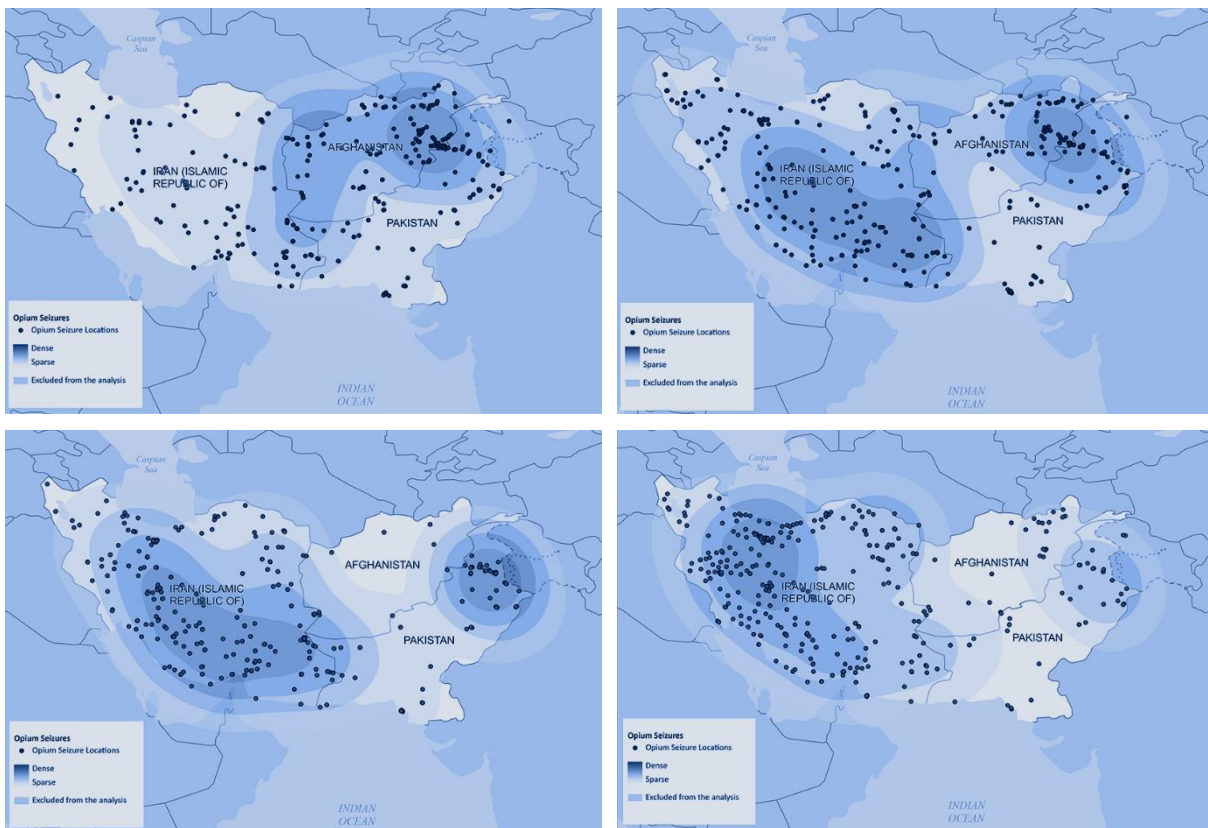 Caspian
Sea
IRAN (ISLAMIC
REPUBLIC OF)
AFGHANISTAN
PAKISTAN
Opium Seizures
Opium Seizure Locations
Dense
Sparse
Excluded from the analysis
INDIAN
OCEAN
Caspian
Sea
IRAN (ISLAMIC
REPUBLIC OF)
AFGHANISTAN
PAKISTAN
Opium Seizures
Opium Seizure Locations
Dense
Sparse
Excluded from the analysis
INDIAN
OCEAN
Caspian
Sea
IRAN (ISLAMIC
REPUBLIC OF)
AFGHANISTAN
PAKISTAN
Opium Seizures
Opium Seizure Locations
Dense
Sparse
Excluded from the analysis
INDIAN
OCEAN
Caspian
Sea
IRAN (ISLAMIC
REPUBLIC OF)
AFGHANISTAN
PAKISTAN
Opium Seizures
Opium Seizure Locations
Dense
Sparse
Excluded from the analysis
INDIAN
OCEAN